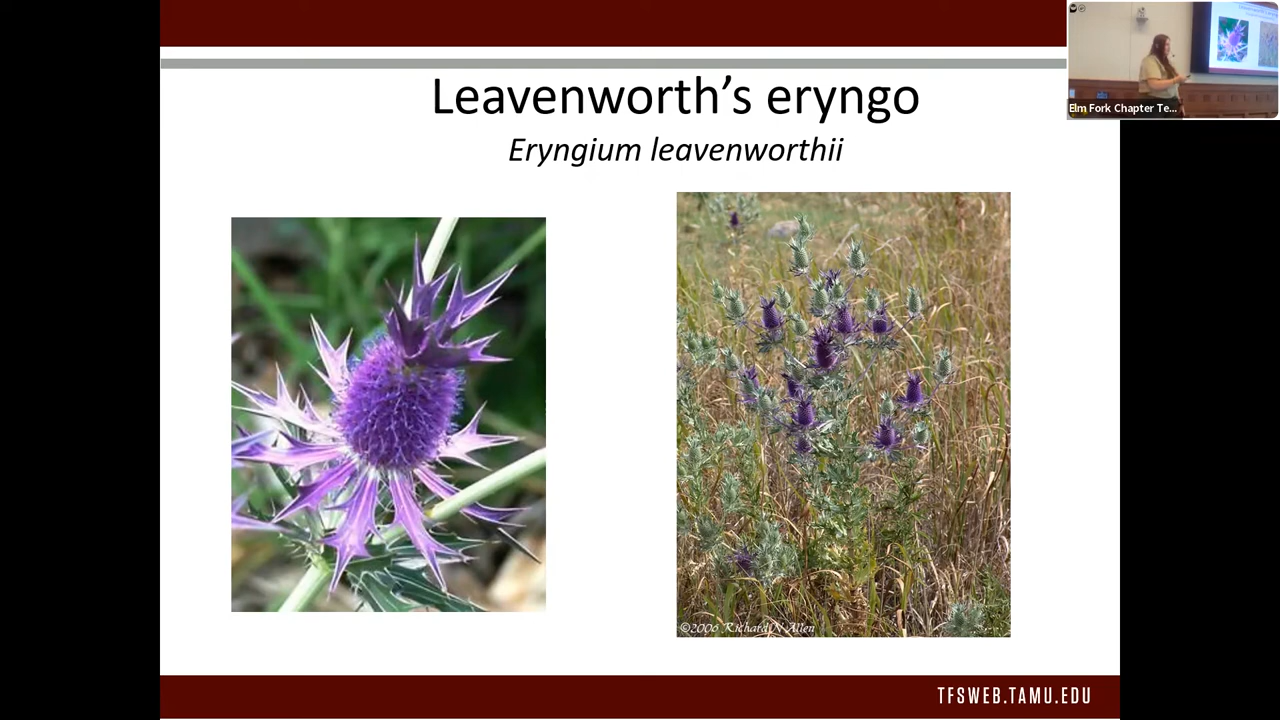 Leavenworth’s eryngo
Eryngium leavenworthii
Elm Fork Chapter Te...
©2006 Richard N Allen
TFSWEB.TAMU.EDU